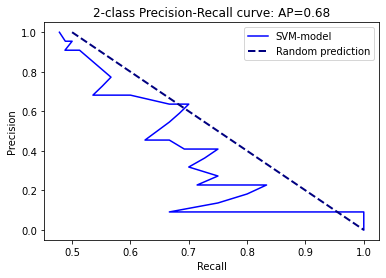 2-class Precision-Recall curve: AP=0.68
SVM-model
Random prediction
Precision
1.0
0.8
0.6
0.4
0.2
0.0
0.5
0.6
0.7
0.8
0.9
1.0
Recall